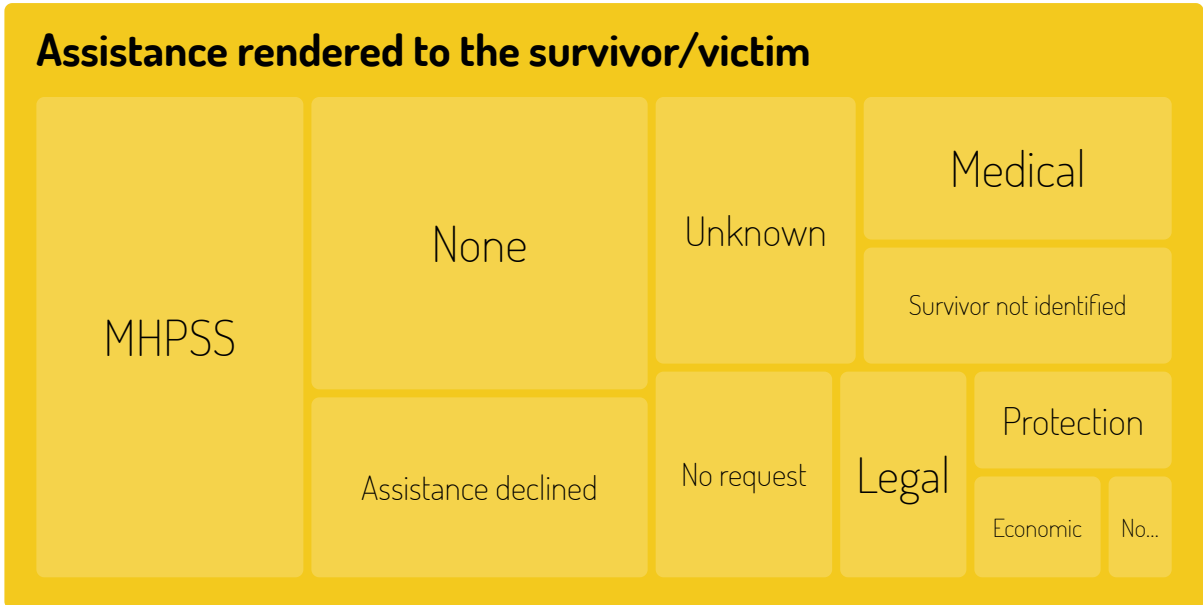 Assistance rendered to the survivor/victim
MHPSS
None
Assistance declined
Unknown
Medical
Survivor not identified
No request
Legal
Protection
Economic
No...